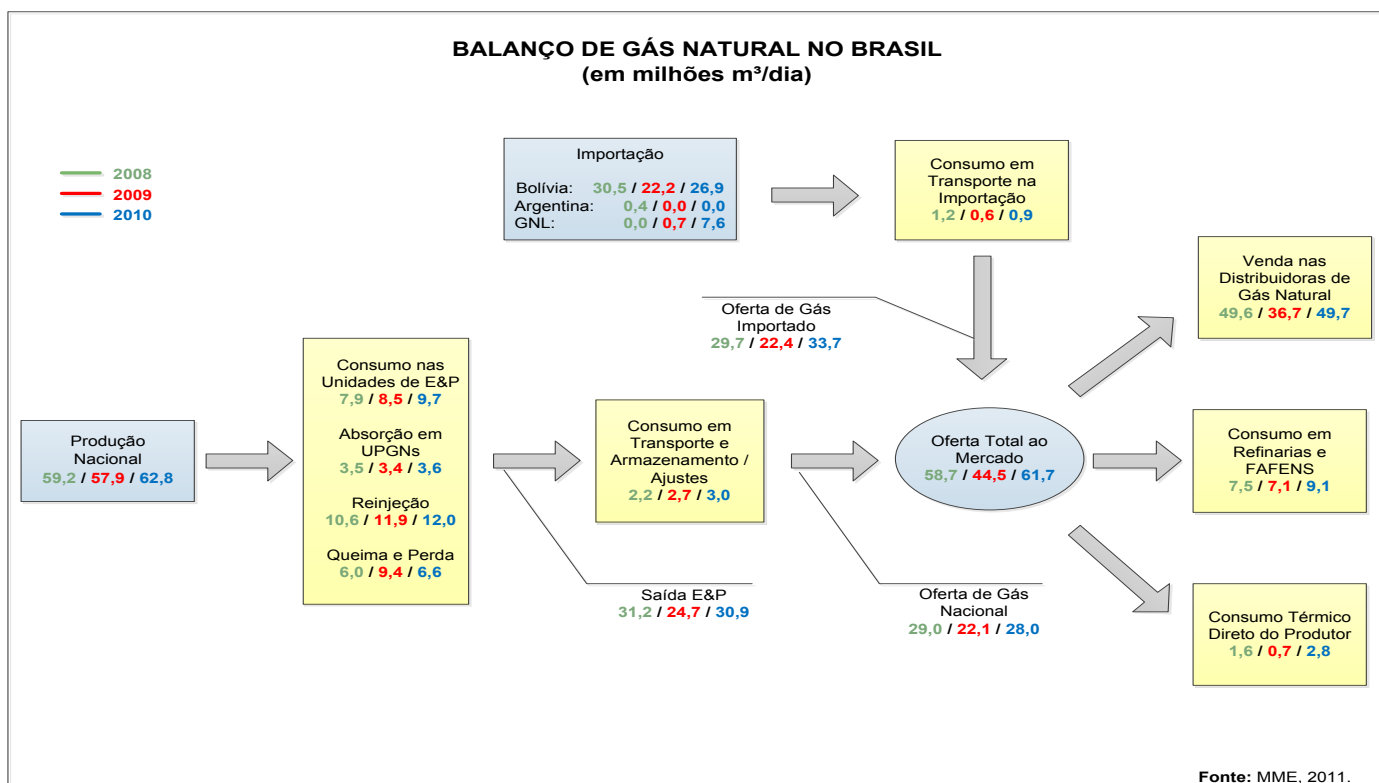 BALANÇO DE GÁS NATURAL NO BRASIL
(em milhões m³/dia)
2008
2009
2010
Importação
Bolívia: 30,5 / 22,2 / 26,9
Argentina: 0,4 / 0,0 / 0,0
GNL: 0,0 / 0,7 / 7,6
Consumo em
Transporte na
Importação
1,2 / 0,6 / 0,9
Venda nas
Distribuidoras de
Gás Natural
49,6 / 36,7 / 49,7
Oferta de Gás
Importado
29,7 / 22,4 / 33,7
Produção
Nacional
59,2 / 57,9 / 62,8
Consumo nas
Unidades de E&P
7,9 / 8,5 / 9,7
Absorção em
UPGNs
3,5 / 3,4 / 3,6
Reinjeção
10,6 / 11,9 / 12,0
Queima e Perda
6,0 / 9,4 / 6,6
Consumo em
Transporte e
Armazenamento /
Ajustes
2,2 / 2,7 / 3,0
Oferta Total ao
Mercado
58,7 / 44,5 / 61,7
Consumo em
Refinarias e
FAFENS
7,5 / 7,1 / 9,1
Saída E&P
31,2 / 24,7 / 30,9
Oferta de Gás
Nacional
29,0 / 22,1 / 28,0
Consumo Térmico
Direto do Produtor
1,6 / 0,7 / 2,8
Fonte: MME, 2011.